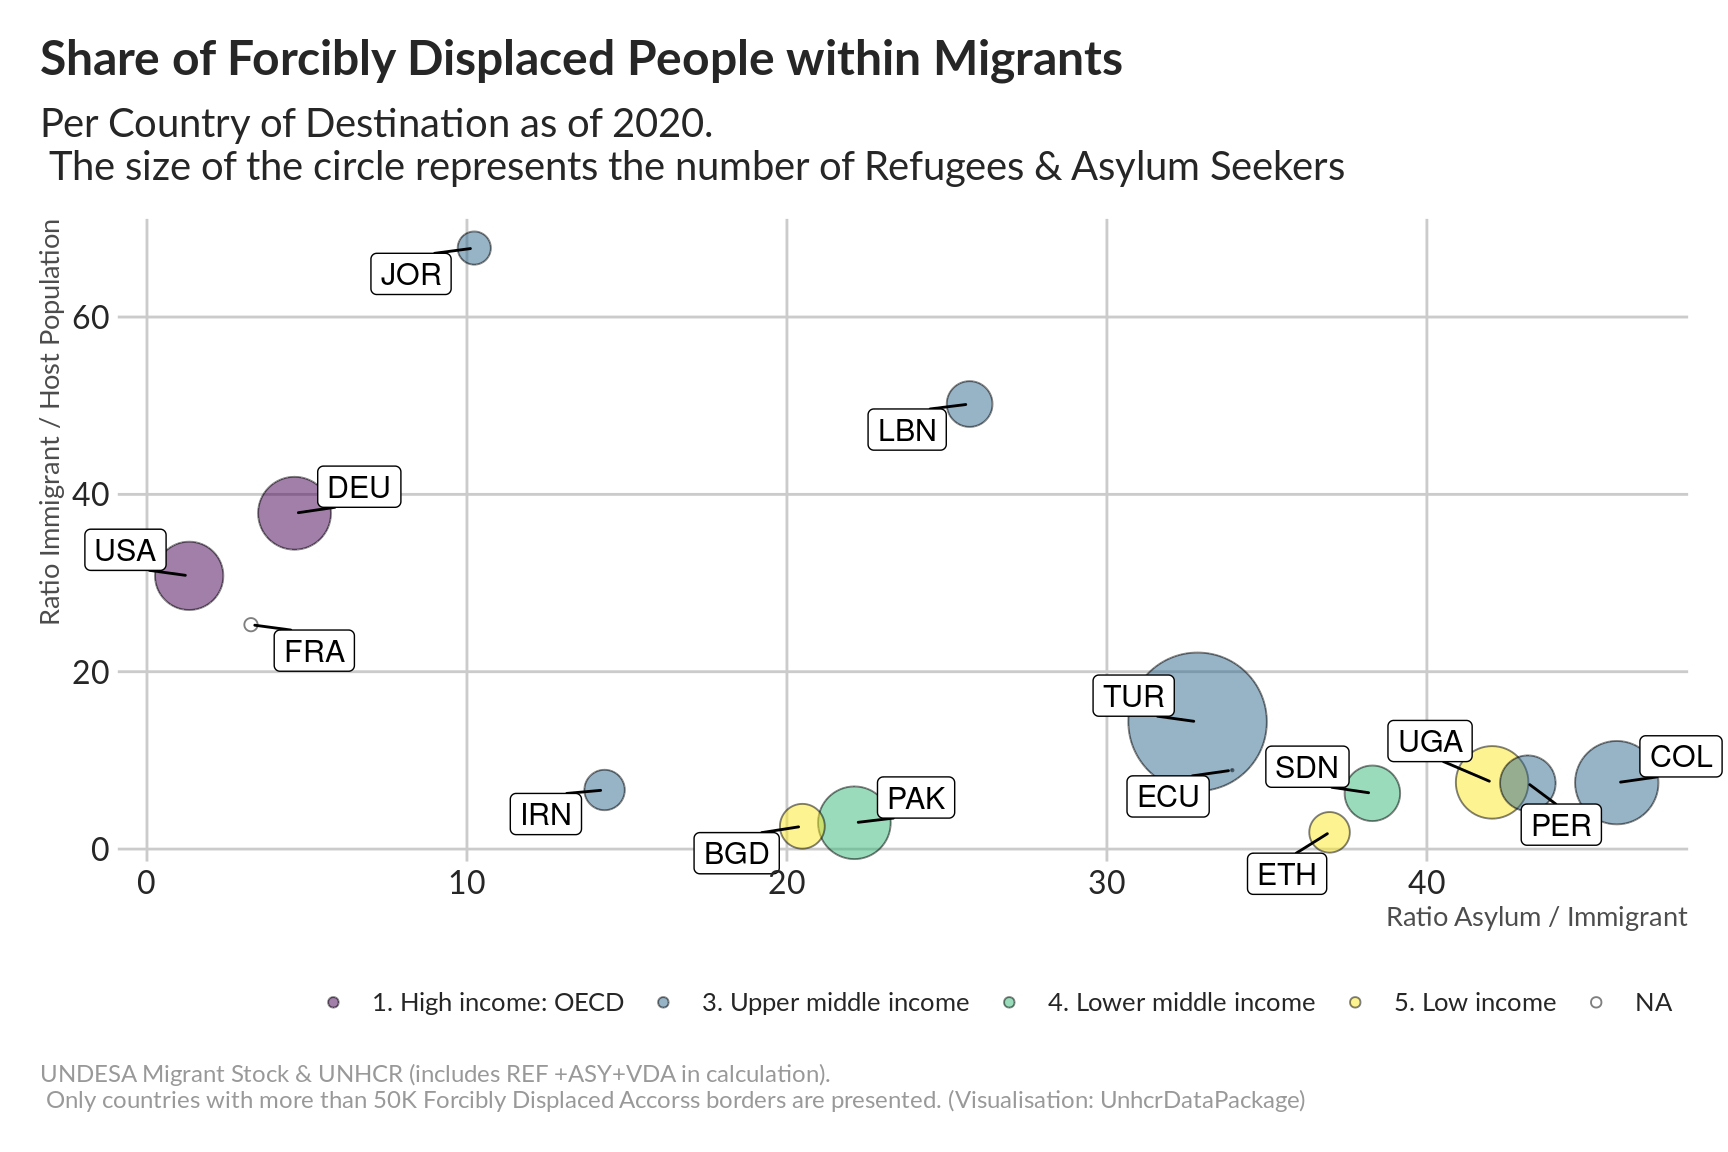 Share of Forcibly Displaced People within Migrants
Per Country of Destination as of 2020.
The size of the circle represents the number of Refugees & Asylum Seekers
Ratio Immigrant / Host Population
60
40
20
0
JOR
LBN
DEU
USA
FRA
TUR
UGA
COL
SDN
ECU
PAK
IRN
PER
BGD
ETH
0
10
20
30
40
Ratio Asylum / Immigrant
1. High income: OECD
3. Upper middle income
4. Lower middle income
5. Low income
NA
UNDESA Migrant Stock & UNHCR (includes REF +ASY+VDA in calculation).
Only countries with more than 50K Forcibly Displaced Accorss borders are presented. (Visualisation: UnhcrDataPackage)